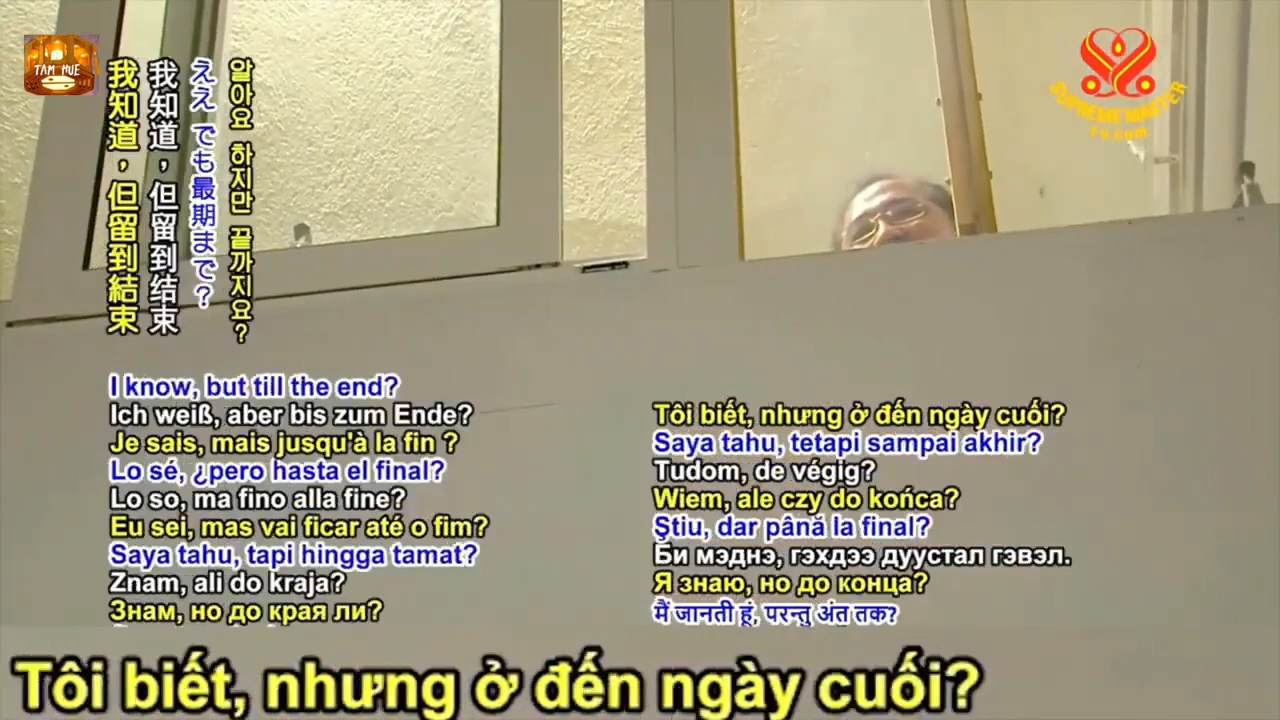 TAM HUE
SUPREME MASTER
TV.com
알아요 하지만 끝까지요?
ええ でも最期まで?
我知道，但留到结束
我知道，但留到結束
I know, but till the end?
Ich weiß, aber bis zum Ende?
Je sais, mais jusqu'à la fin ?
Lo sé, ¿pero hasta el final?
Lo so, ma fino alla fine?
Eu sei, mas vai ficar até o fim?
Saya tahu, tapi hingga tamat?
Znam, ali do kraja?
Знам, но до края ли?
Tôi biết, nhưng ở đến ngày cuối?
Saya tahu, tetapi sampai akhir?
Tudom, de végig?
Wiem, ale czy do końca?
Ştiu, dar până la final?
Би мэднэ, гэхдээ дуустал гэвэл.
Я знаю, но до конца?
मैं जानती हूं, परन्तु अंत तक?
Tôi biết, nhưng ở đến ngày cuối?